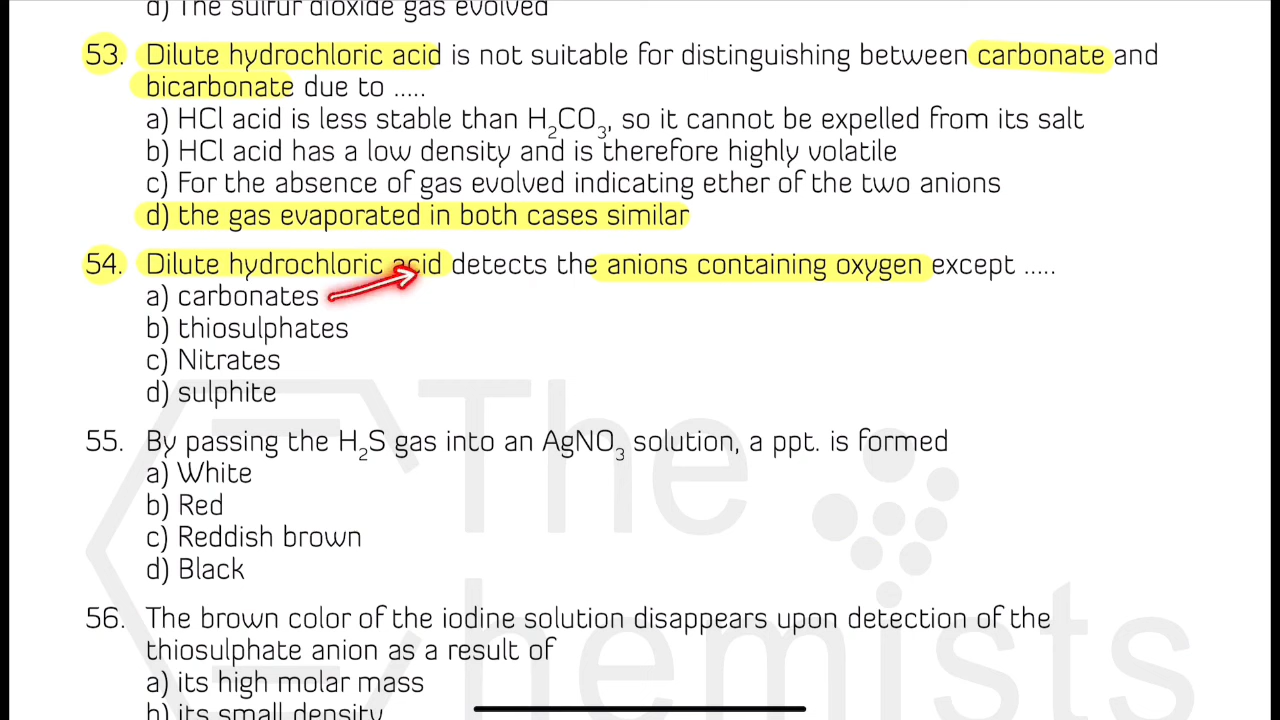 d) The sulfur dioxide gas evolved
53. Dilute hydrochloric acid is not suitable for distinguishing between carbonate and
bicarbonate due to .....
a) HCl acid is less stable than H₂CO₃, so it cannot be expelled from its salt
b) HCl acid has a low density and is therefore highly volatile
c) For the absence of gas evolved indicating ether of the two anions
d) the gas evaporated in both cases similar
54. Dilute hydrochloric acid detects the anions containing oxygen except .....
a) carbonates
b) thiosulphates
c) Nitrates
d) sulphite
55. By passing the H₂S gas into an AgNO₃ solution, a ppt. is formed
a) White
b) Red
c) Reddish brown
d) Black
56. The brown color of the iodine solution disappears upon detection of the
thiosulphate anion as a result of
a) its high molar mass
b) its small density
The
hemists